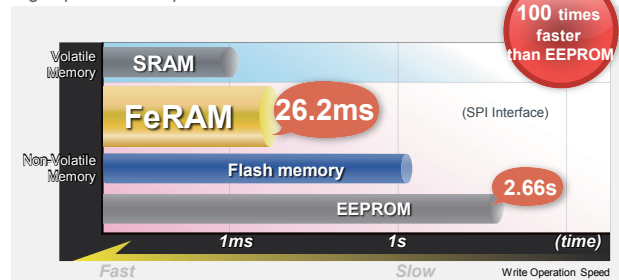 100 times
faster
than EEPROM
Volatile
Memory
SRAM
FeRAM
26.2ms
(SPI Interface)
Non-Volatile
Memory
Flash memory
2.66s
EEPROM
1ms
1s
(time)
Fast
Slow
Write Operation Speed